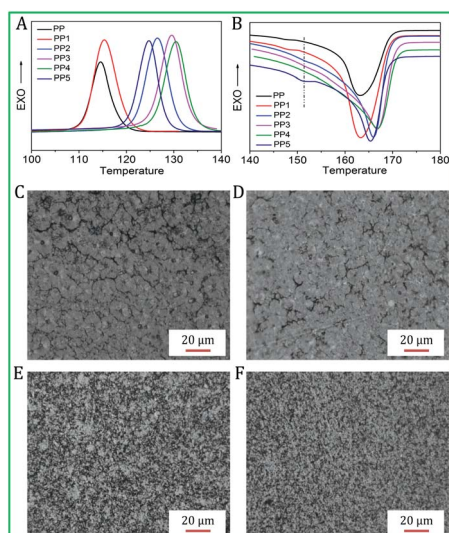 A
EXO
PP
PP1
PP2
PP3
PP4
PP5
100 110 120 130 140
Temperature
B
EXO
PP
PP1
PP2
PP3
PP4
PP5
140 150 160 170 180
Temperature
C
20 μm
D
20 μm
E
20 μm
F
20 μm